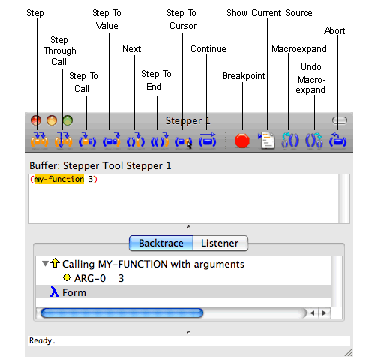 Step
Step To
Value
Step To
Cursor
Show Current Source
Abort
Step
Through
Call
Next
Continue
Macroexpand
Step To
Call
Step To
End
Breakpoint
Undo
Macro-
expand
Stepper 1
Buffer: Stepper Tool Stepper 1
(my-function 3)
Backtrace
Listener
Calling MY-FUNCTION with arguments
ARG-0 3
λ Form
Ready.